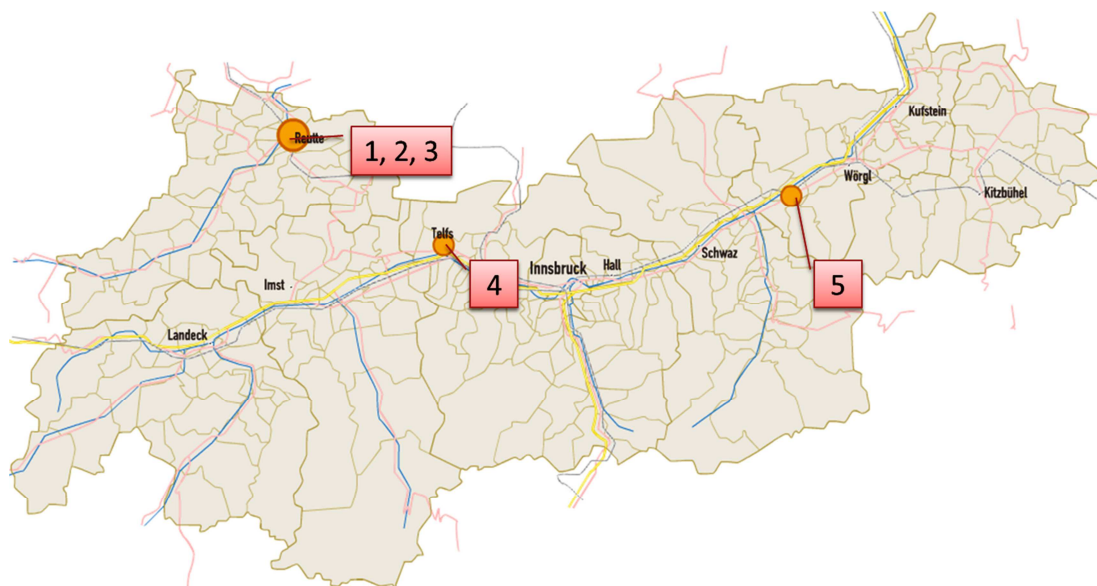 Kufstein
Reutte
1, 2, 3
Wörgl
Kitzbühel
Telfs
Schwaz
Innsbruck
Hall
Imst
4
5
Landeck